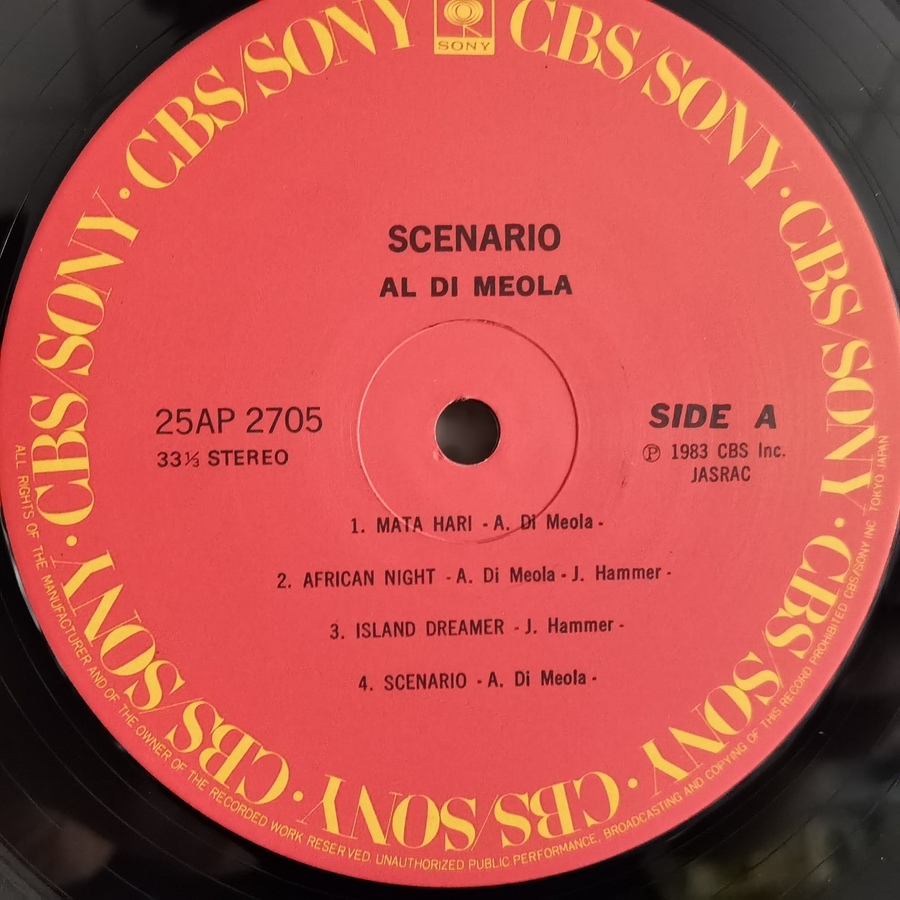 CBS/SONY · CBS/SONY · CBS/SONY · CBS/SONY · CBS/SONY · CBS/SONY · CBS/SONY · CBS/SONY
SONY
SCENARIO
AL DI MEOLA
25AP 2705
33⅓ STEREO
SIDE A
Ⓟ 1983 CBS Inc.
JASRAC
1. MATA HARI - A. Di Meola -
2. AFRICAN NIGHT - A. Di Meola - J. Hammer -
3. ISLAND DREAMER - J. Hammer -
4. SCENARIO - A. Di Meola -
ALL RIGHTS OF THE MANUFACTURER AND OF THE OWNER OF THE RECORDED WORK RESERVED. UNAUTHORIZED PUBLIC PERFORMANCE, BROADCASTING AND COPYING OF THIS RECORD PROHIBITED CBS/SONY INC TOKYO JAPAN